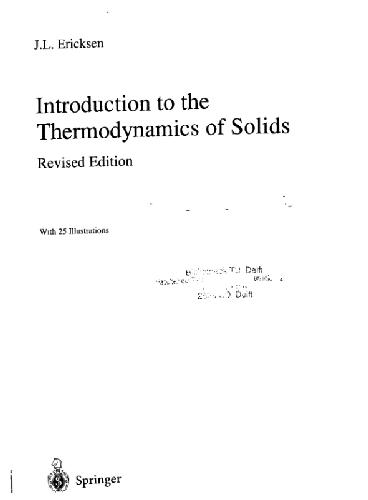 J.L. Ericksen
Introduction to the
Thermodynamics of Solids
Revised Edition
With 25 Illustrations
Delft
Delft
Springer